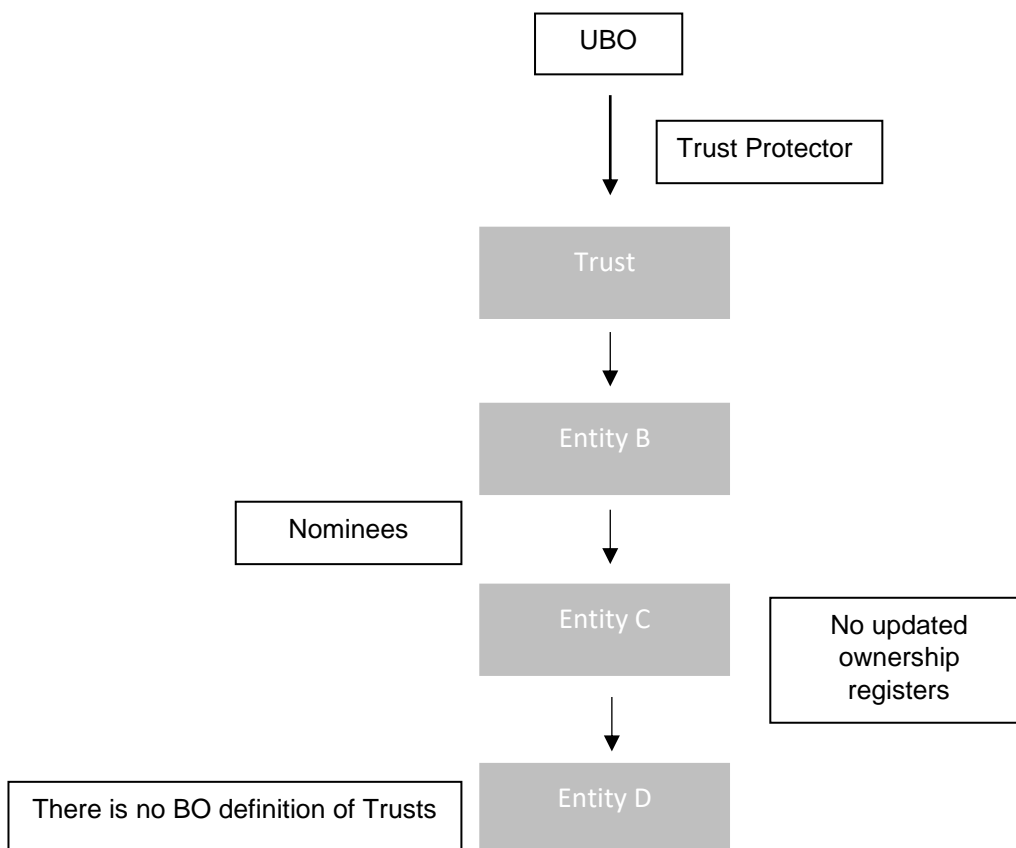 UBO
Trust Protector
Trust
Entity B
Nominees
Entity C
No updated
ownership
registers
Entity D
There is no BO definition of Trusts